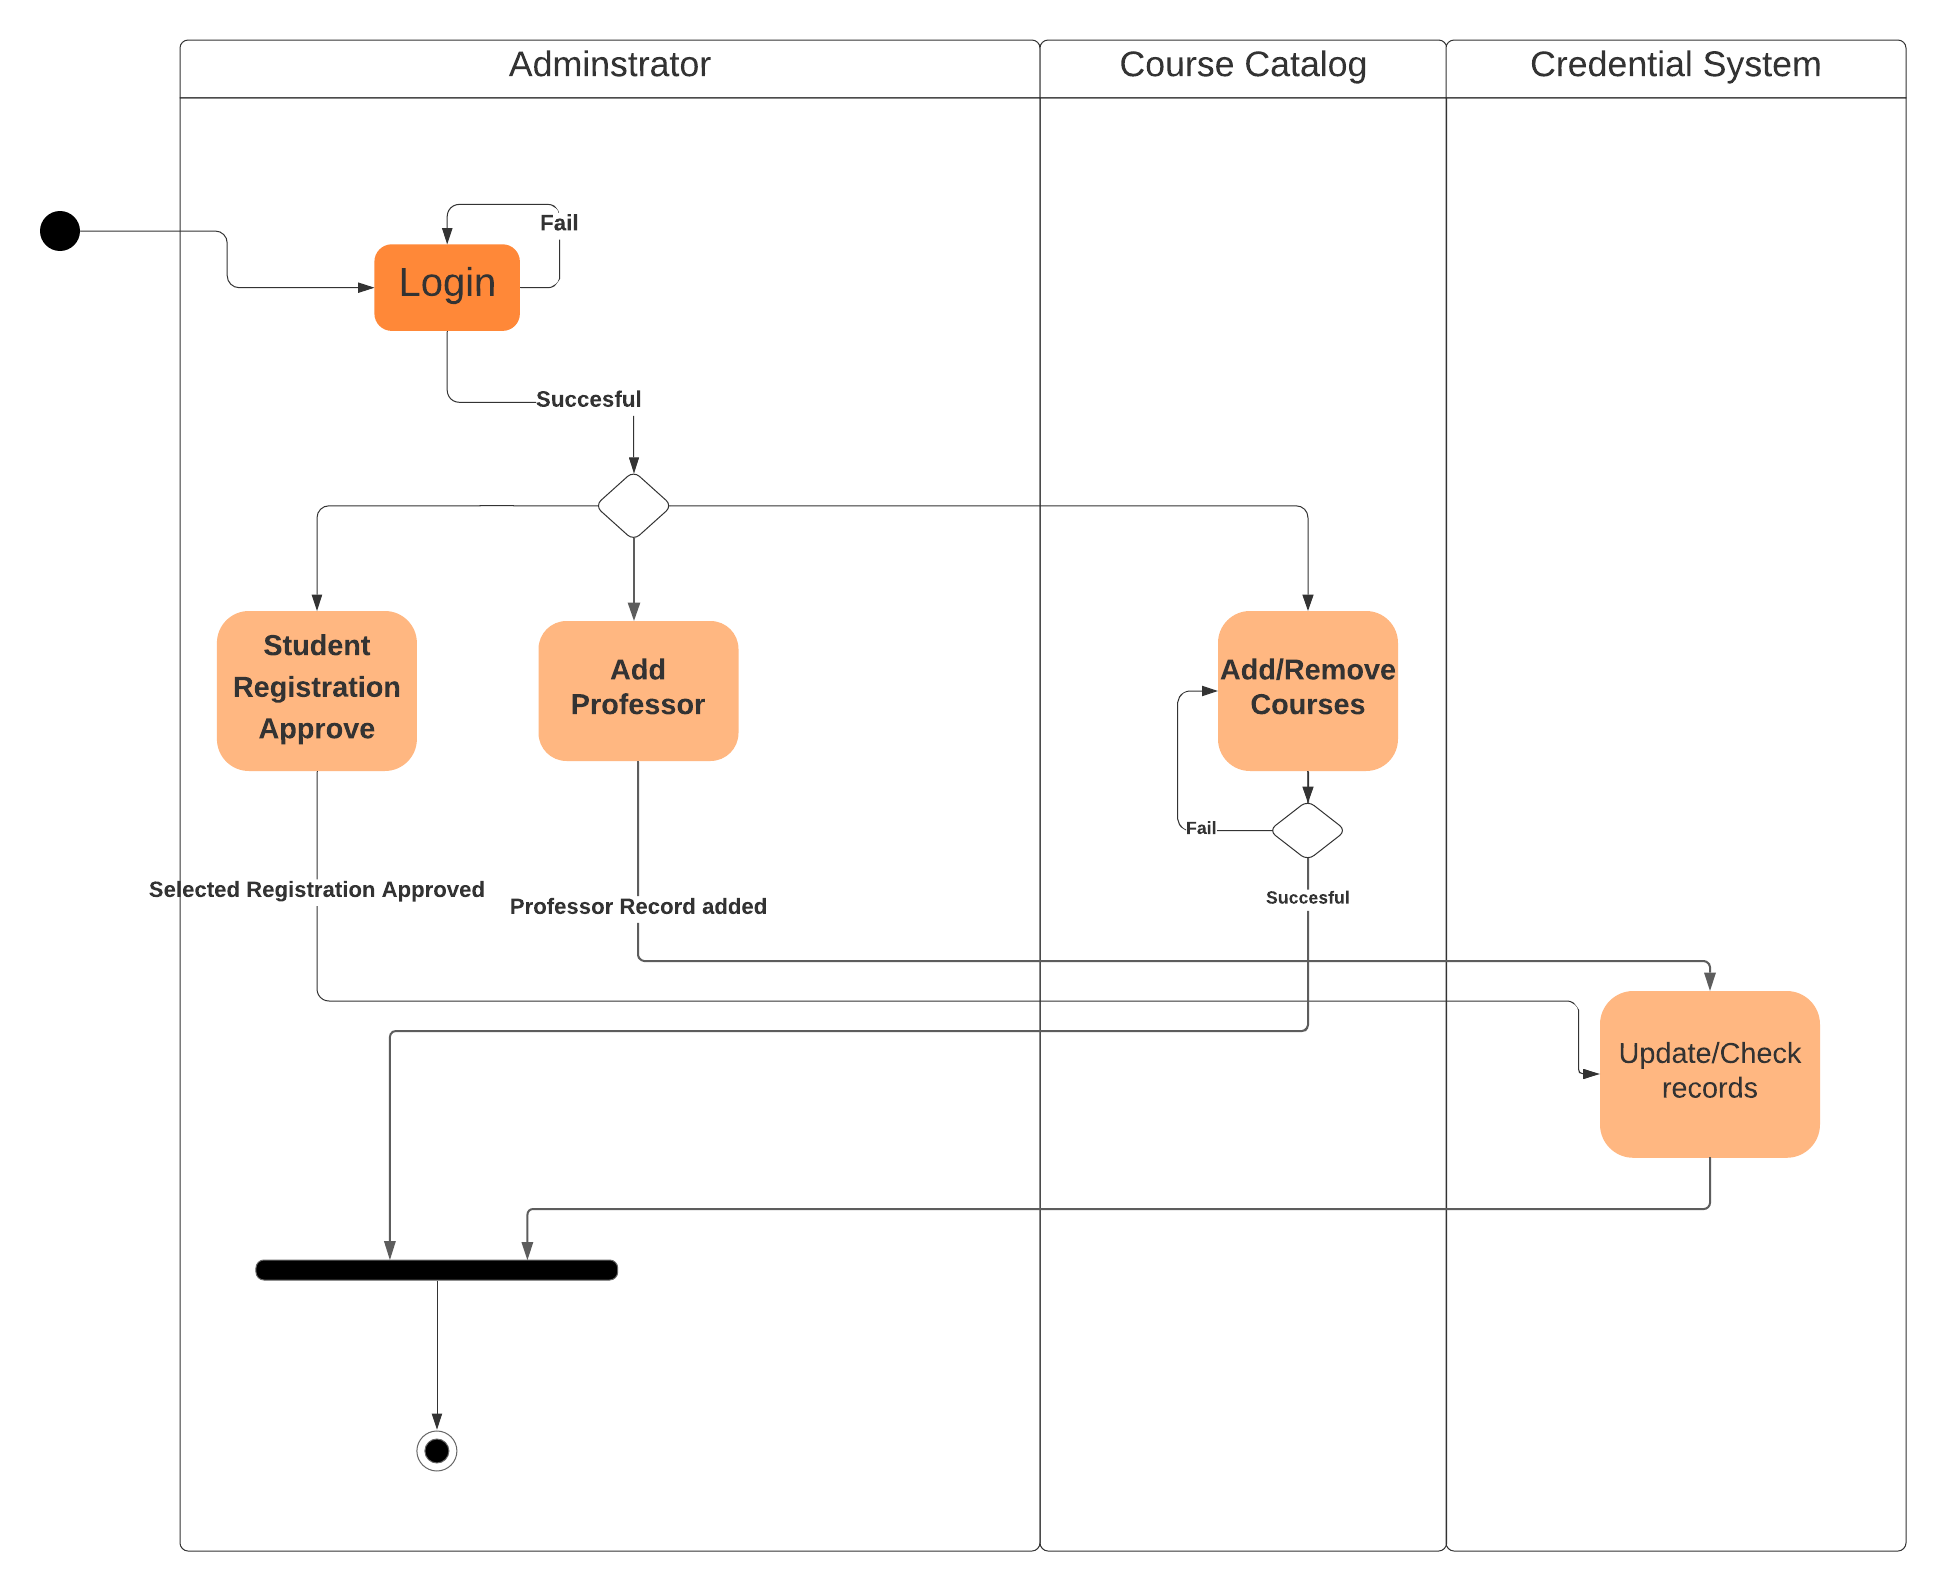 Adminstrator
Course Catalog
Credential System
Fail
Login
Succesful
Student
Registration
Approve
Add
Professor
Add/Remove
Courses
Fail
Selected Registration Approved
Professor Record added
Succesful
Update/Check
records